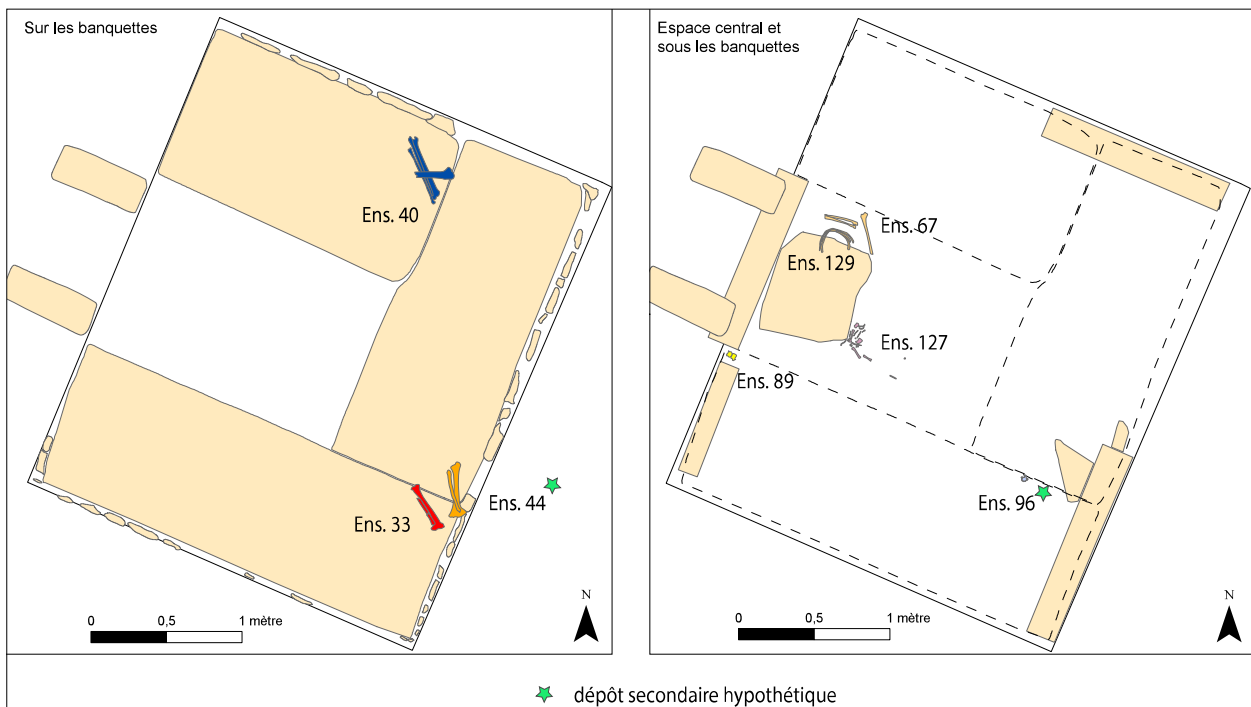 Sur les banquettes
Ens. 40
Ens. 44
Ens. 33
0 0,5 1 mètre
N
Espace central et
sous les banquettes
Ens. 67
Ens. 129
Ens. 127
Ens. 89
Ens. 96
0 0,5 1 mètre
N
dépôt secondaire hypothétique